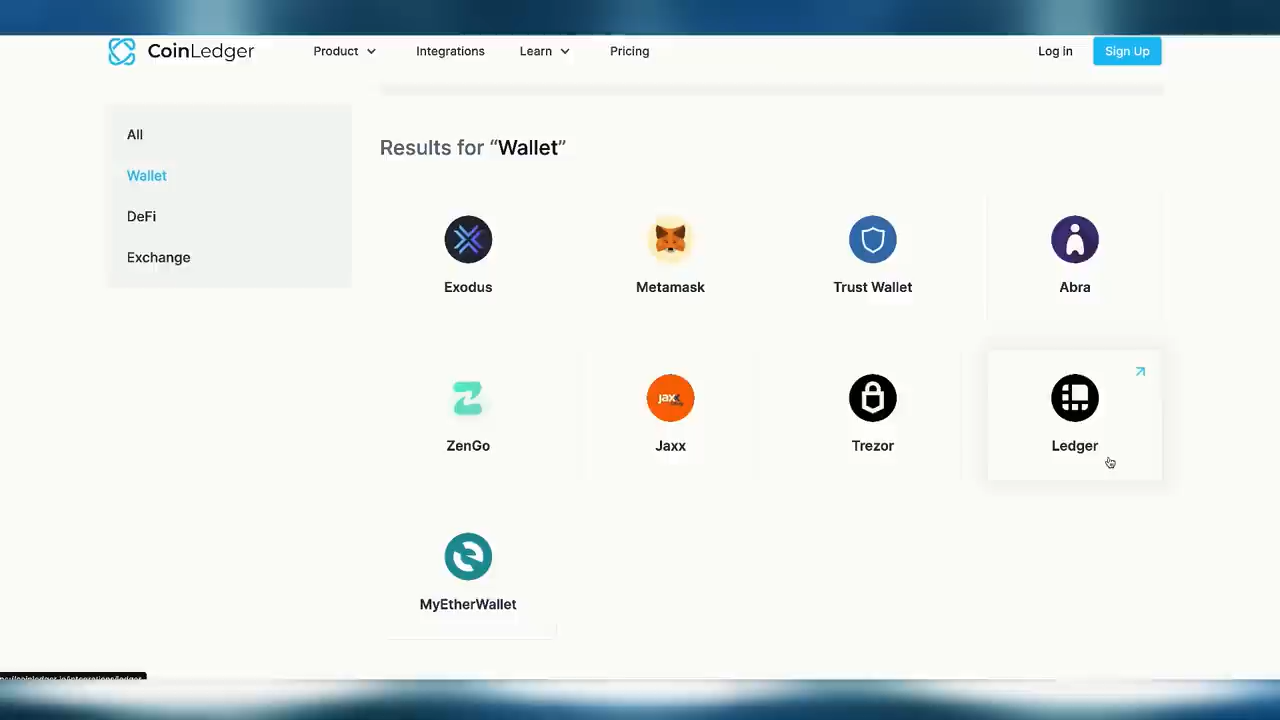 CoinLedger
Product
Integrations
Learn
Pricing
Log In
Sign Up
All
Wallet
DeFi
Exchange
Results for “Wallet”
Exodus
Metamask
Trust Wallet
Abra
ZenGo
Jaxx
Trezor
Ledger
MyEtherWallet